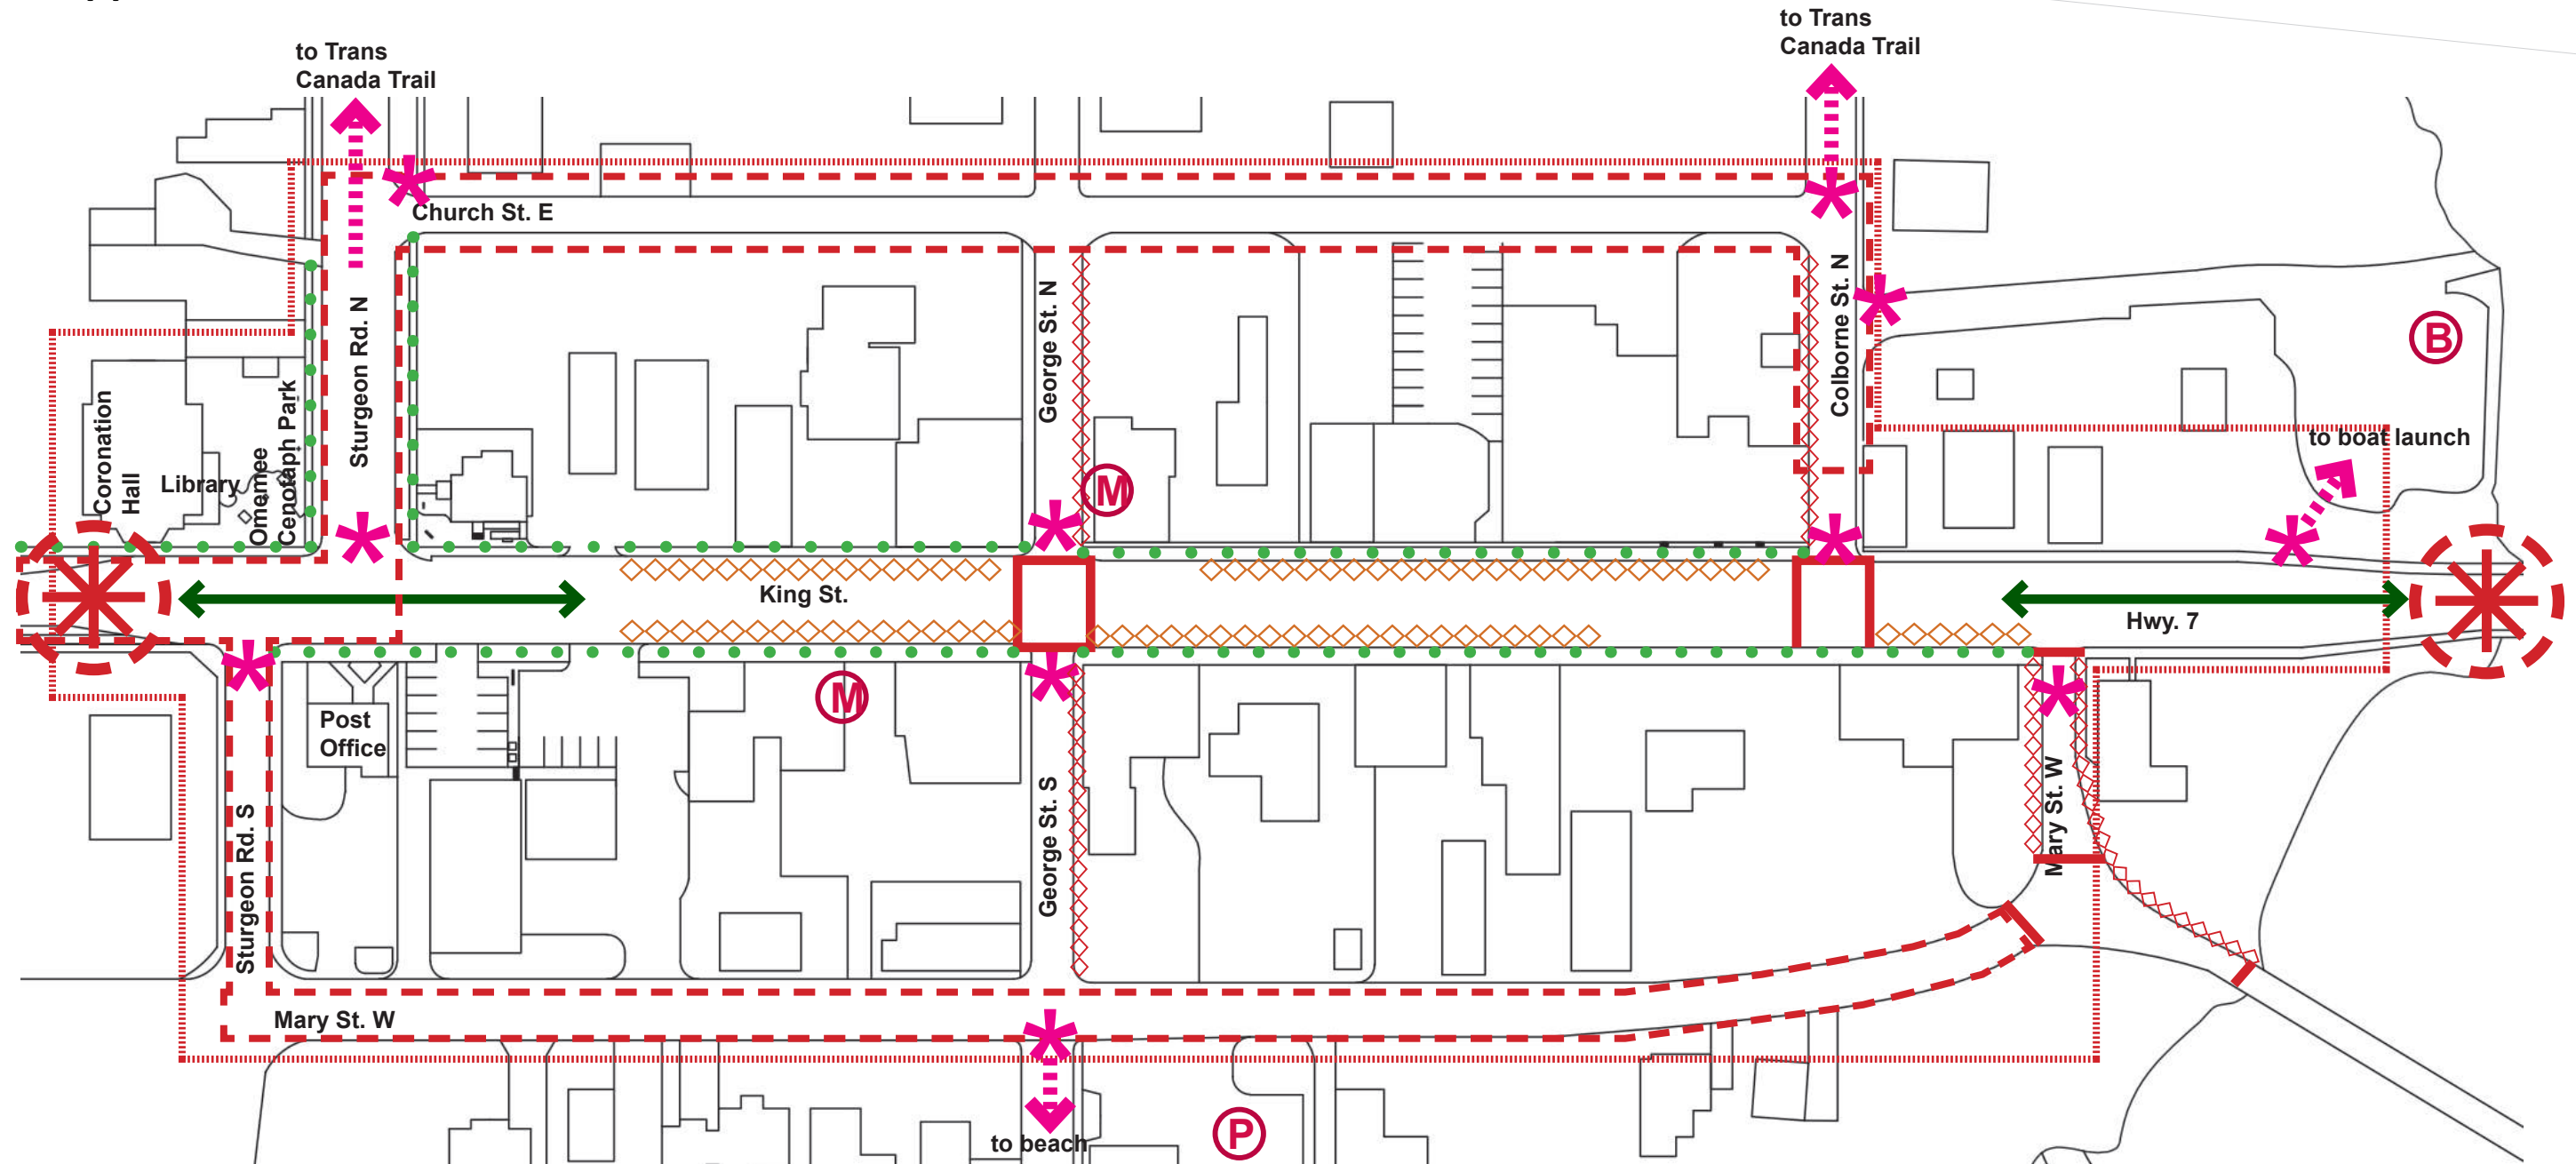 to Trans
Canada Trail
to Trans
Canada Trail
Church St. E
Sturgeon Rd. N
George St. N
Colborne St. N
Coronation
Hall
Library
Omemee
Cenotaph Park
B
to boat launch
M
King St.
Hwy. 7
M
Post
Office
Sturgeon Rd. S
George St. S
Mary St. W
Mary St. W
to beach
P